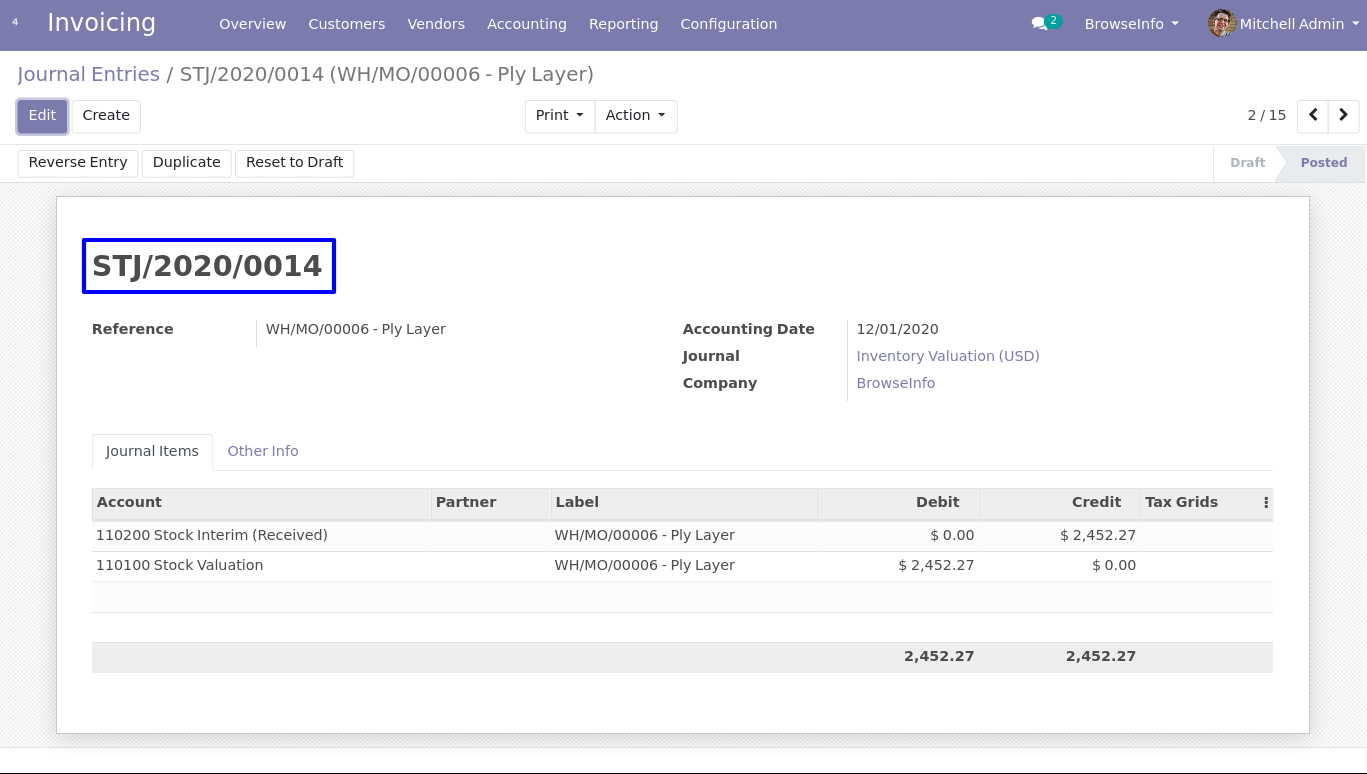 4 Invoicing Overview Customers Vendors Accounting Reporting Configuration 2 BrowseInfo Mitchell Admin
Journal Entries / STJ/2020/0014 (WH/MO/00006 - Ply Layer)
Edit Create Print Action 2 / 15
Reverse Entry Duplicate Reset to Draft Draft Posted
STJ/2020/0014
Reference WH/MO/00006 - Ply Layer Accounting Date 12/01/2020
Journal Inventory Valuation (USD)
Company BrowseInfo
Journal Items Other Info
Account Partner Label Debit Credit Tax Grids
110200 Stock Interim (Received) WH/MO/00006 - Ply Layer $ 0.00 $ 2,452.27
110100 Stock Valuation WH/MO/00006 - Ply Layer $ 2,452.27 $ 0.00
2,452.27 2,452.27